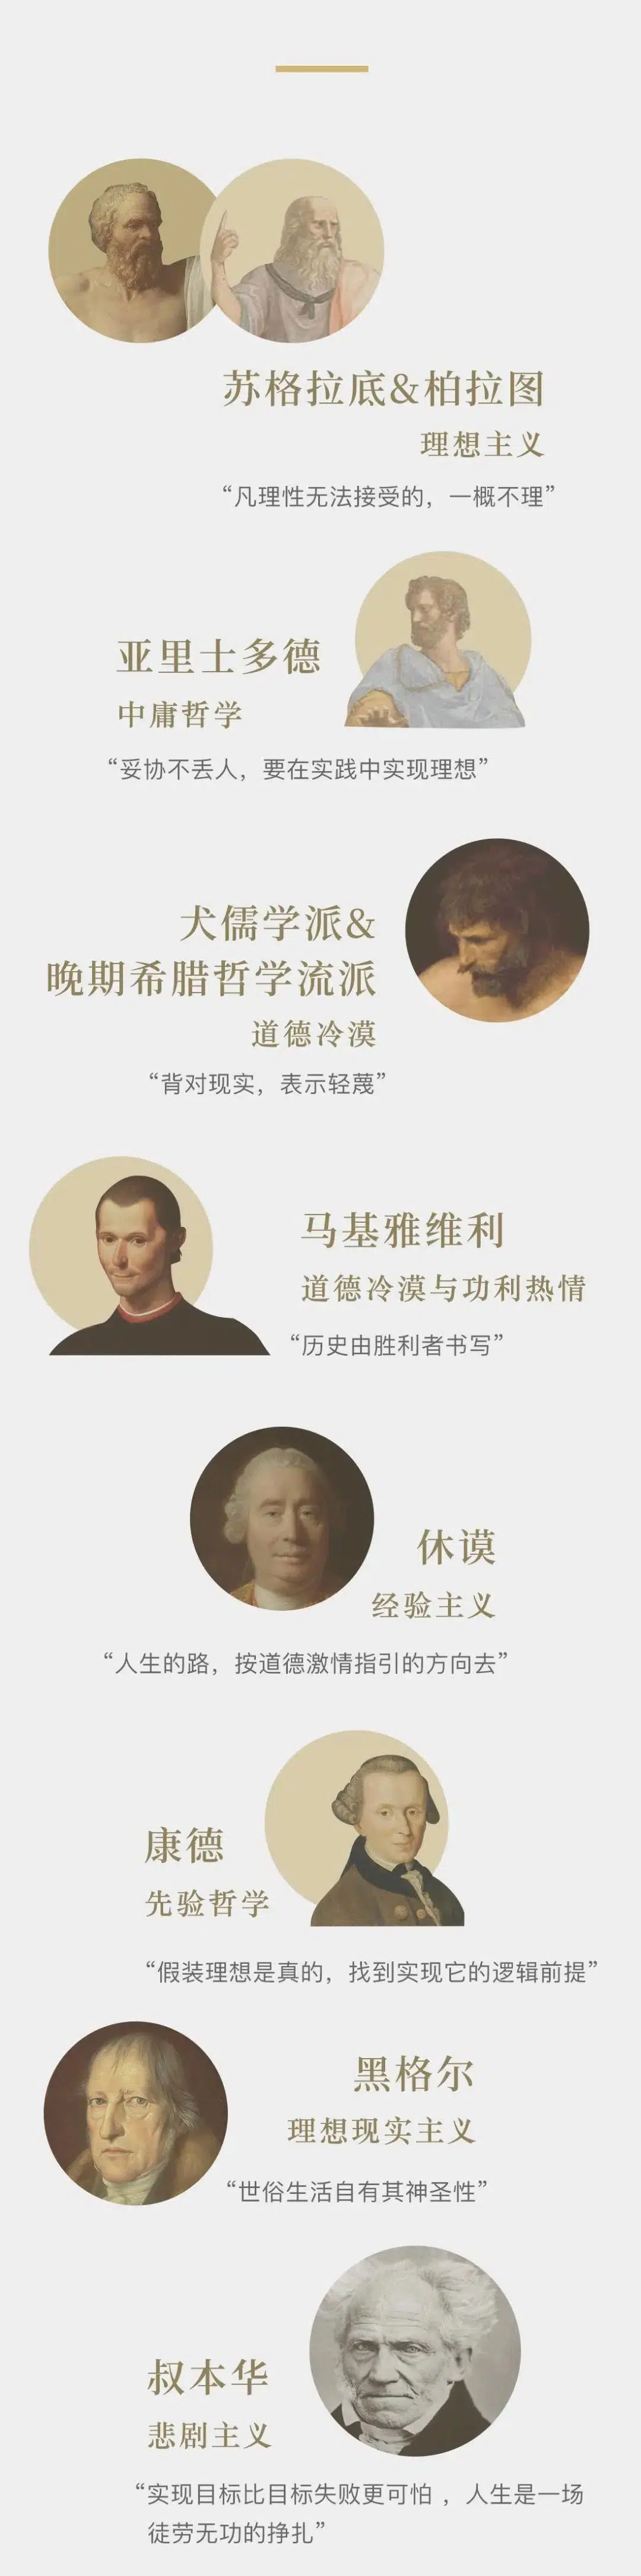 苏格拉底&柏拉图
理想主义
“凡理性无法接受的，一概不理”
亚里士多德
中庸哲学
“妥协不丢人，要在实践中实现理想”
犬儒学派&
晚期希腊哲学流派
道德冷漠
“背对现实，表示轻蔑”
马基雅维利
道德冷漠与功利热情
“历史由胜利者书写”
休谟
经验主义
“人生的路，按道德激情指引的方向去”
康德
先验哲学
“假装理想是真的，找到实现它的逻辑前提”
黑格尔
理想现实主义
“世俗生活自有其神圣性”
叔本华
悲剧主义
“实现目标比目标失败更可怕 ，人生是一场
徒劳无功的挣扎”